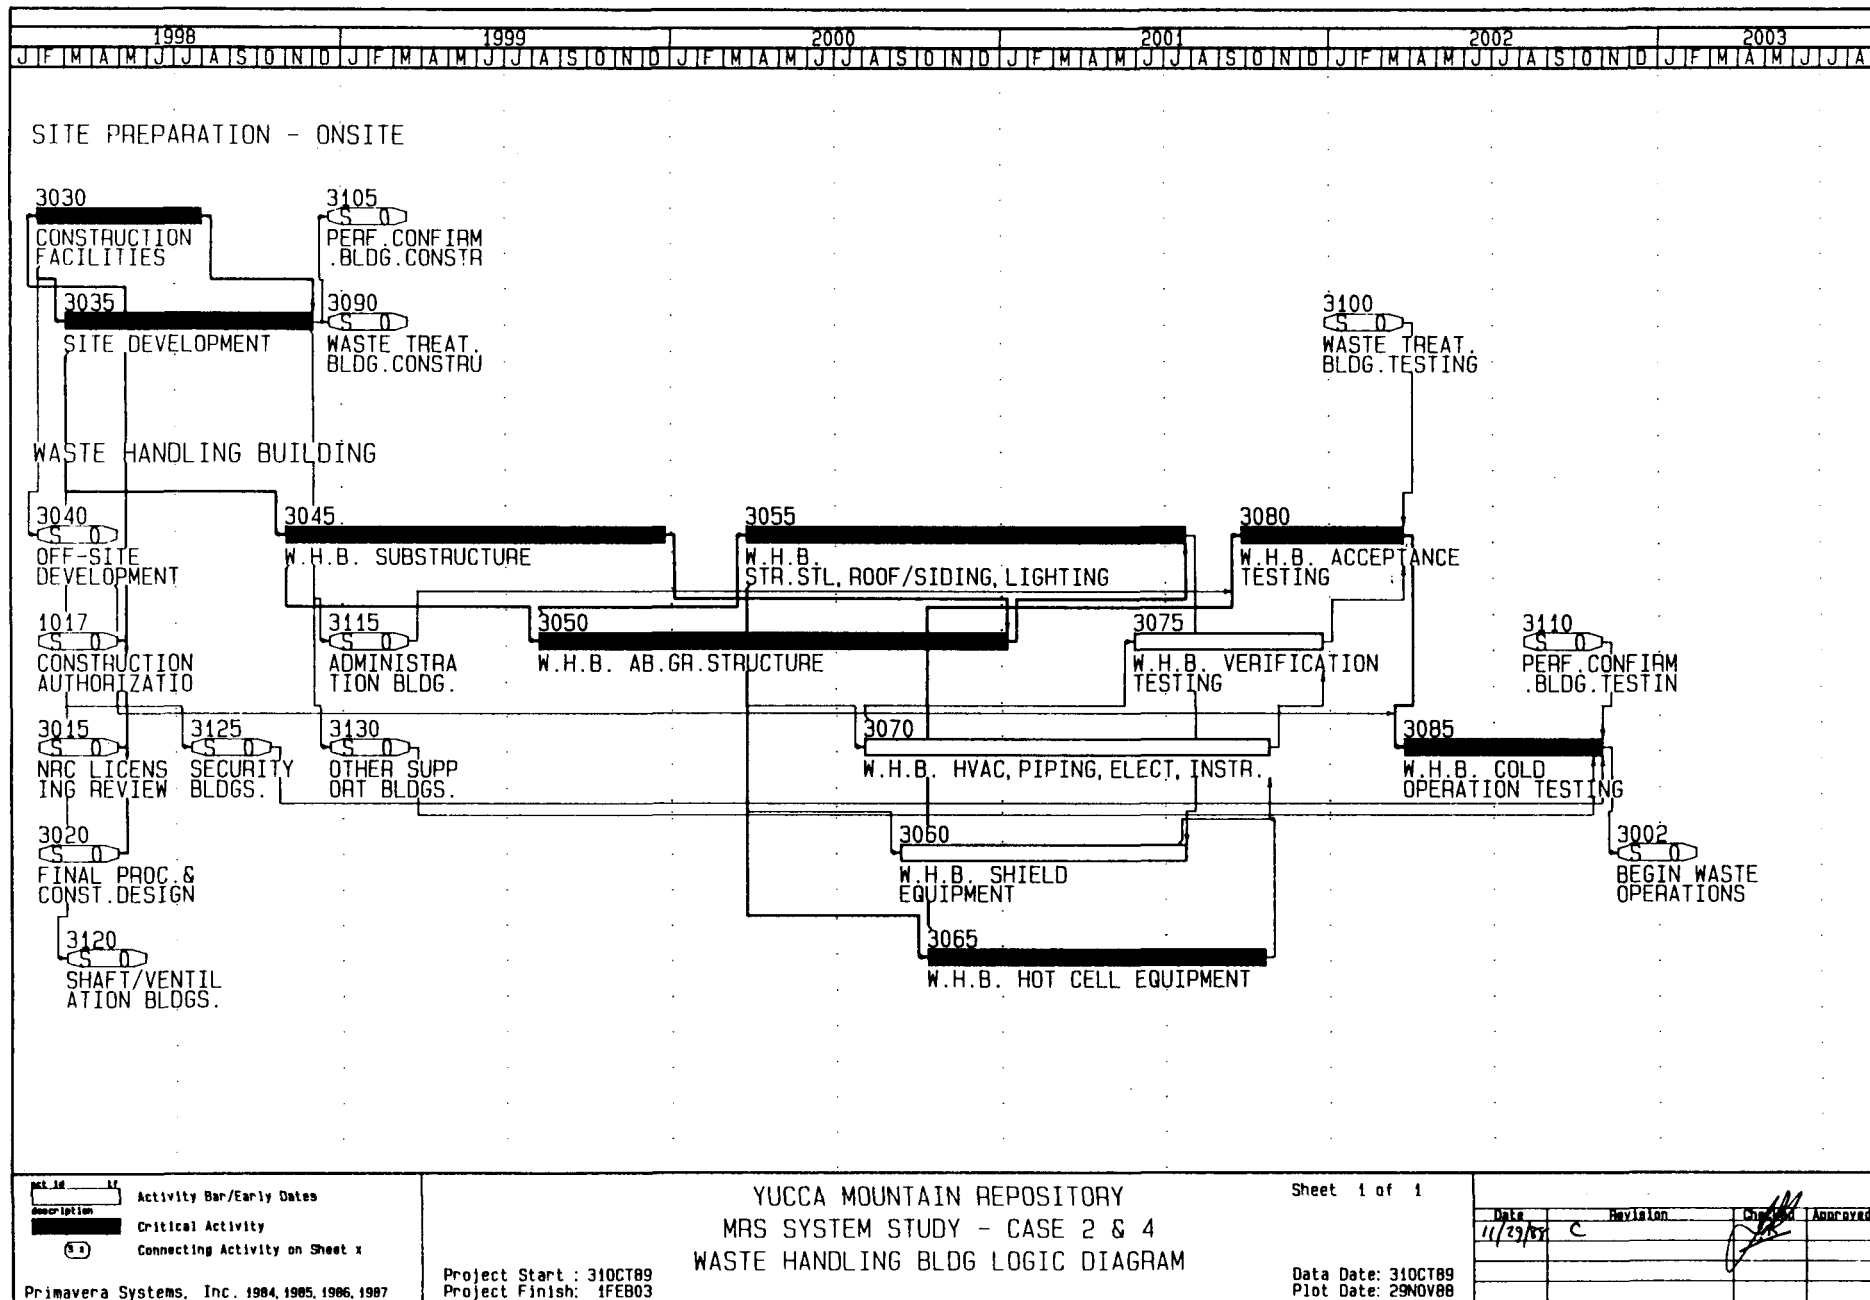 1998 1999 2000 2001 2002 2003
J F M A M J J A S O N D J F M A M J J A S O N D J F M A M J J A S O N D J F M A M J J A S O N D J F M A M J J A S O N D J F M A M J J A
SITE PREPARATION - ONSITE
3030
CONSTRUCTION
FACILITIES
3105
S 0
PERF.CONFIRM
.BLDG.CONSTR
3035
SITE DEVELOPMENT
3090
S 0
WASTE TREAT.
BLDG.CONSTRU
3100
S 0
WASTE TREAT.
BLDG.TESTING
WASTE HANDLING BUILDING
3040
S 0
OFF-SITE
DEVELOPMENT
3045
W.H.B. SUBSTRUCTURE
3055
W.H.B.
STR.STL, ROOF/SIDING, LIGHTING
3080
W.H.B. ACCEPTANCE
TESTING
1017
S 0
CONSTRUCTION
AUTHORIZATIO
3115
S 0
ADMINISTRA
TION BLDG.
3050
W.H.B. AB.GR.STRUCTURE
3075
W.H.B. VERIFICATION
TESTING
3110
S 0
PERF.CONFIRM
.BLDG.TESTIN
3015
S 0
NRC LICENS
ING REVIEW
3125
S 0
SECURITY
BLDGS.
3130
S 0
OTHER SUPP
ORT BLDGS.
3070
W.H.B. HVAC, PIPING, ELECT, INSTR.
3085
W.H.B. COLD
OPERATION TESTING
3020
S 0
FINAL PROC.&
CONST.DESIGN
3060
W.H.B. SHIELD
EQUIPMENT
3002
S 0
BEGIN WASTE
OPERATIONS
3120
S 0
SHAFT/VENTIL
ATION BLDGS.
3065
W.H.B. HOT CELL EQUIPMENT
act id lf
Activity Bar/Early Dates
description
Critical Activity
S x
Connecting Activity on Sheet x
Primavera Systems, Inc. 1984, 1985, 1986, 1987
YUCCA MOUNTAIN REPOSITORY
MRS SYSTEM STUDY - CASE 2 & 4
WASTE HANDLING BLDG LOGIC DIAGRAM
Project Start : 31OCT89
Project Finish: 1FEB03
Sheet 1 of 1
Data Date: 31OCT89
Plot Date: 29NOV88
Date Revision Checked Approved
11/29/88 C